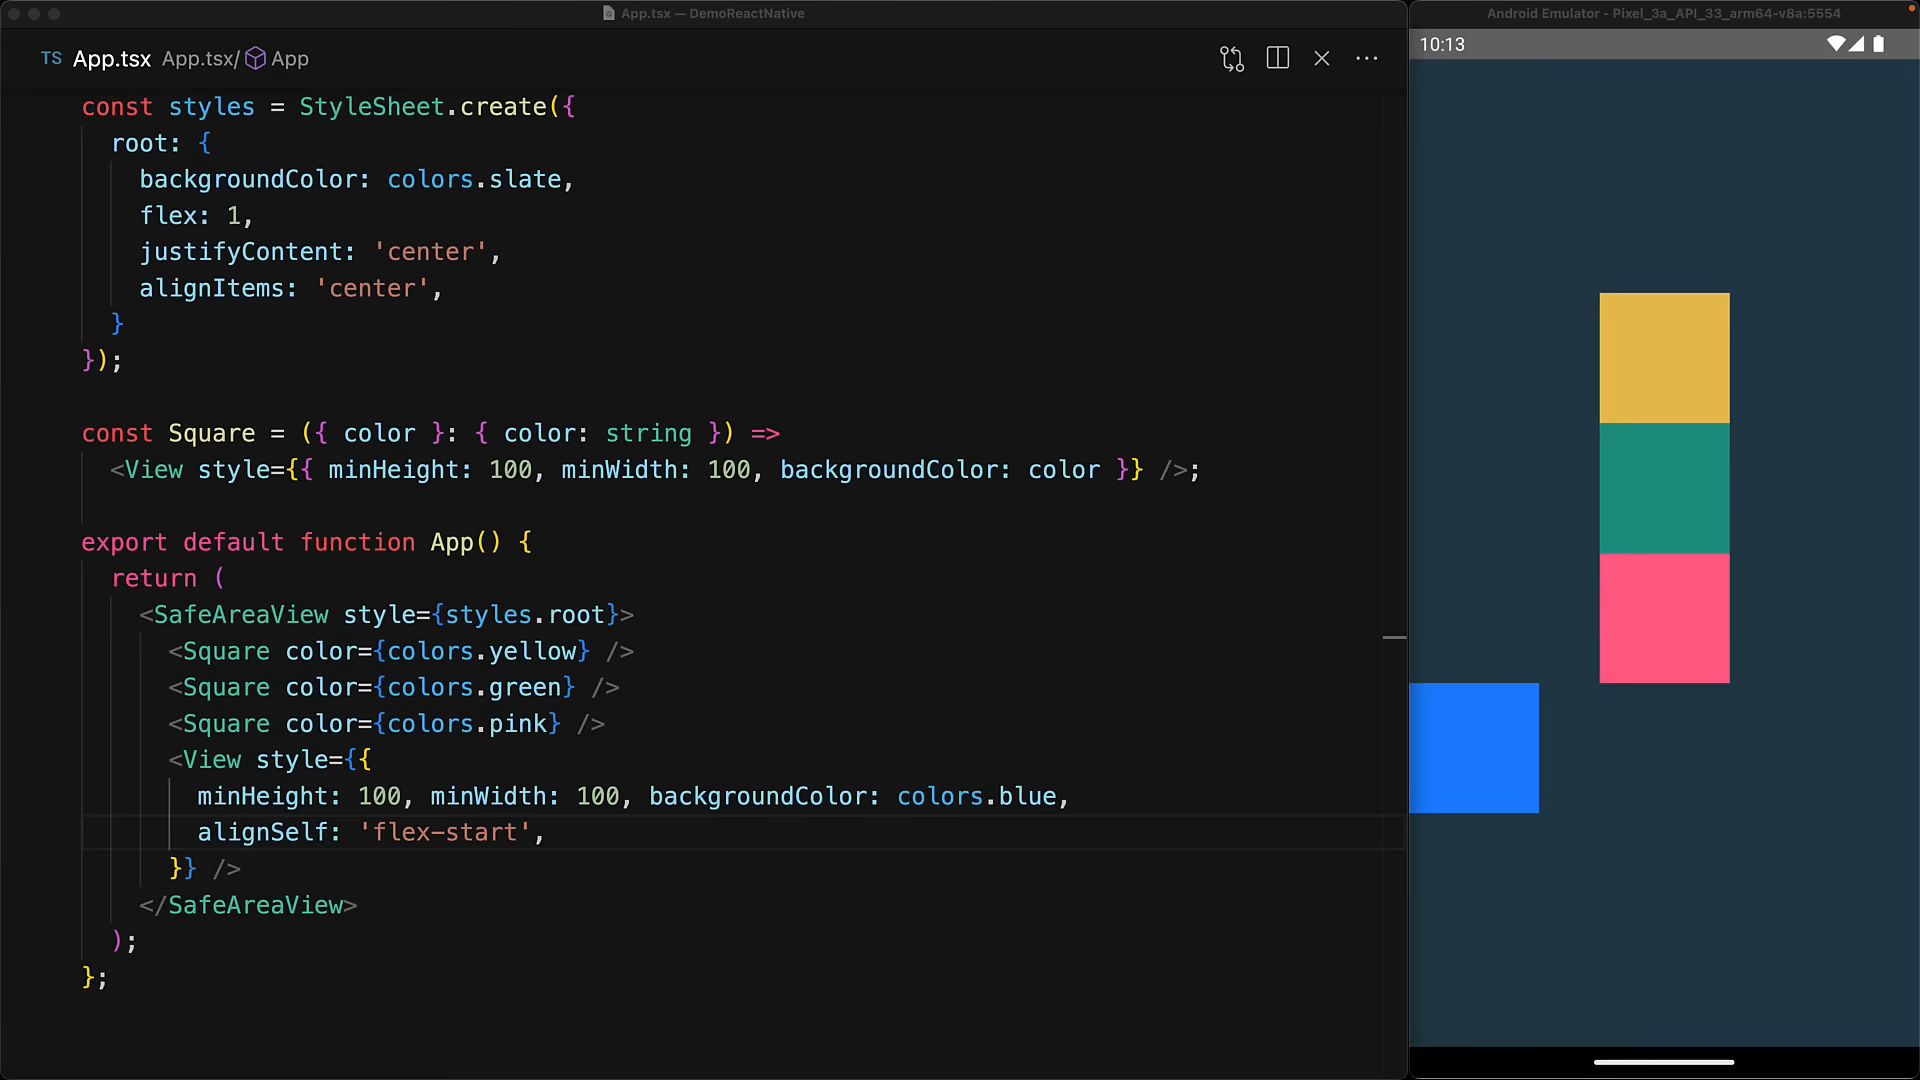 App.tsx — DemoReactNative
TS App.tsx App.tsx/ App
const styles = StyleSheet.create({
root: {
backgroundColor: colors.slate,
flex: 1,
justifyContent: 'center',
alignItems: 'center',
}
});
const Square = ({ color }: { color: string }) =>
<View style={{ minHeight: 100, minWidth: 100, backgroundColor: color }} />;
export default function App() {
return (
<SafeAreaView style={styles.root}>
<Square color={colors.yellow} />
<Square color={colors.green} />
<Square color={colors.pink} />
<View style={{
minHeight: 100, minWidth: 100, backgroundColor: colors.blue,
alignSelf: 'flex-start',
}} />
</SafeAreaView>
);
};
Android Emulator - Pixel_3a_API_33_arm64-v8a:5554
10:13